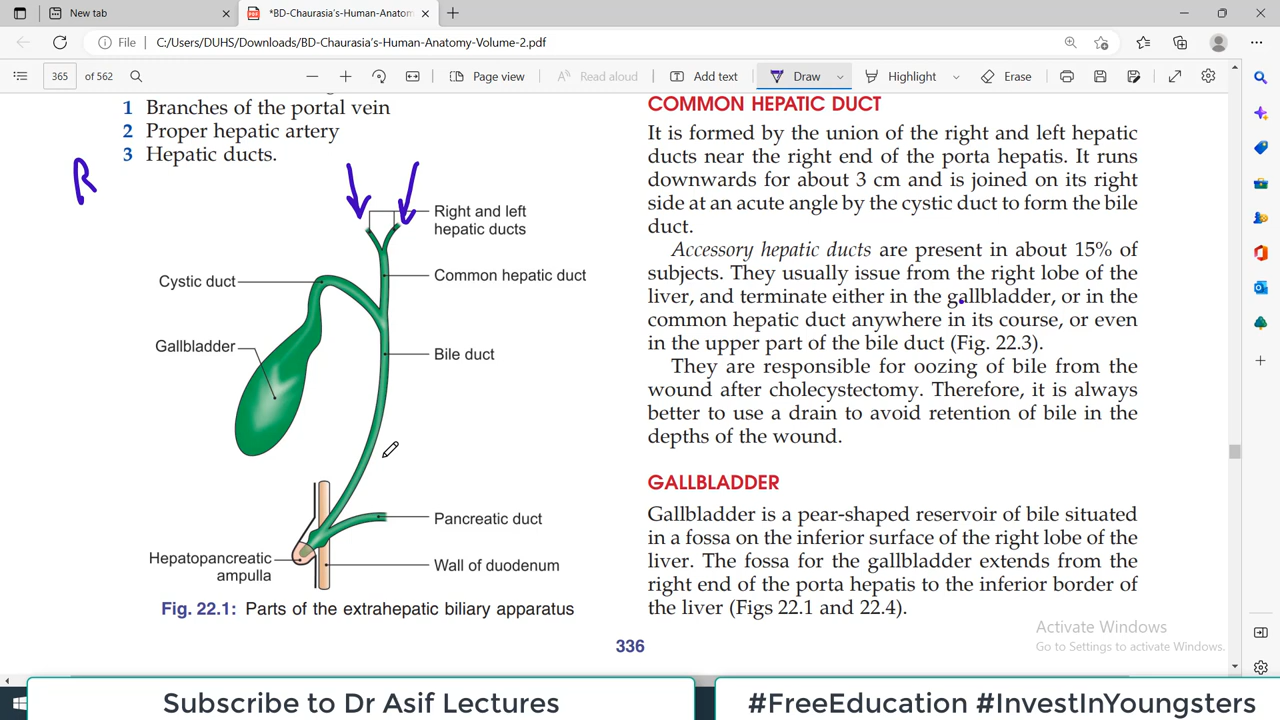 New tab
*BD-Chaurasia's-Human-Anatom
File C:/Users/DUHS/Downloads/BD-Chaurasia's-Human-Anatomy-Volume-2.pdf
365 of 562
Page view
Read aloud
Add text
Draw
Highlight
Erase
1 Branches of the portal vein
2 Proper hepatic artery
3 Hepatic ducts.
R
Right and left
hepatic ducts
Cystic duct
Common hepatic duct
Gallbladder
Bile duct
Pancreatic duct
Hepatopancreatic
ampulla
Wall of duodenum
Fig. 22.1: Parts of the extrahepatic biliary apparatus
COMMON HEPATIC DUCT
It is formed by the union of the right and left hepatic
ducts near the right end of the porta hepatis. It runs
downwards for about 3 cm and is joined on its right
side at an acute angle by the cystic duct to form the bile
duct.
Accessory hepatic ducts are present in about 15% of
subjects. They usually issue from the right lobe of the
liver, and terminate either in the gallbladder, or in the
common hepatic duct anywhere in its course, or even
in the upper part of the bile duct (Fig. 22.3).
They are responsible for oozing of bile from the
wound after cholecystectomy. Therefore, it is always
better to use a drain to avoid retention of bile in the
depths of the wound.
GALLBLADDER
Gallbladder is a pear-shaped reservoir of bile situated
in a fossa on the inferior surface of the right lobe of the
liver. The fossa for the gallbladder extends from the
right end of the porta hepatis to the inferior border of
the liver (Figs 22.1 and 22.4).
336
Activate Windows
Go to Settings to activate Windows.
Subscribe to Dr Asif Lectures
#FreeEducation #InvestInYoungsters